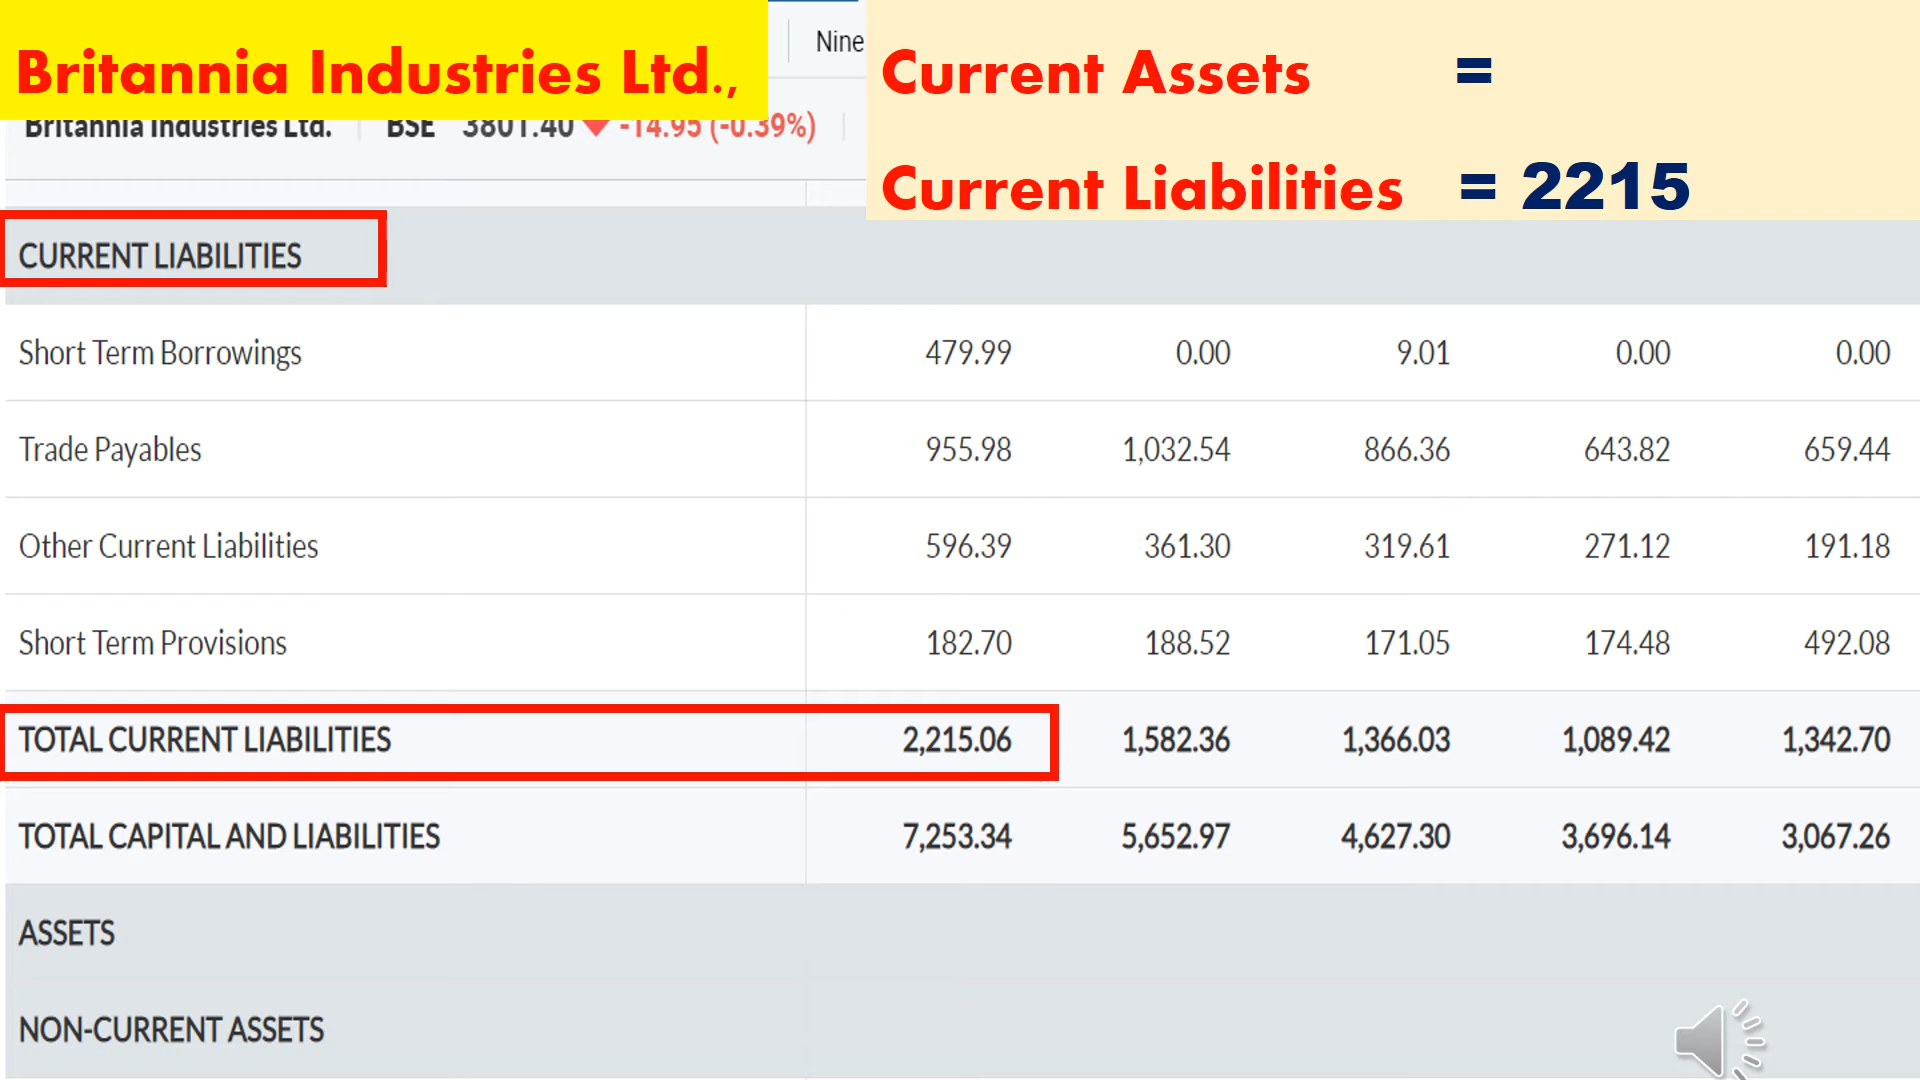 Britannia Industries Ltd.,
Nine
Current Assets =
Britannia Industries Ltd. BSE 3801.40 -14.95 (-0.39%)
Current Liabilities = 2215
CURRENT LIABILITIES
Short Term Borrowings 479.99 0.00 9.01 0.00 0.00
Trade Payables 955.98 1,032.54 866.36 643.82 659.44
Other Current Liabilities 596.39 361.30 319.61 271.12 191.18
Short Term Provisions 182.70 188.52 171.05 174.48 492.08
TOTAL CURRENT LIABILITIES 2,215.06 1,582.36 1,366.03 1,089.42 1,342.70
TOTAL CAPITAL AND LIABILITIES 7,253.34 5,652.97 4,627.30 3,696.14 3,067.26
ASSETS
NON-CURRENT ASSETS